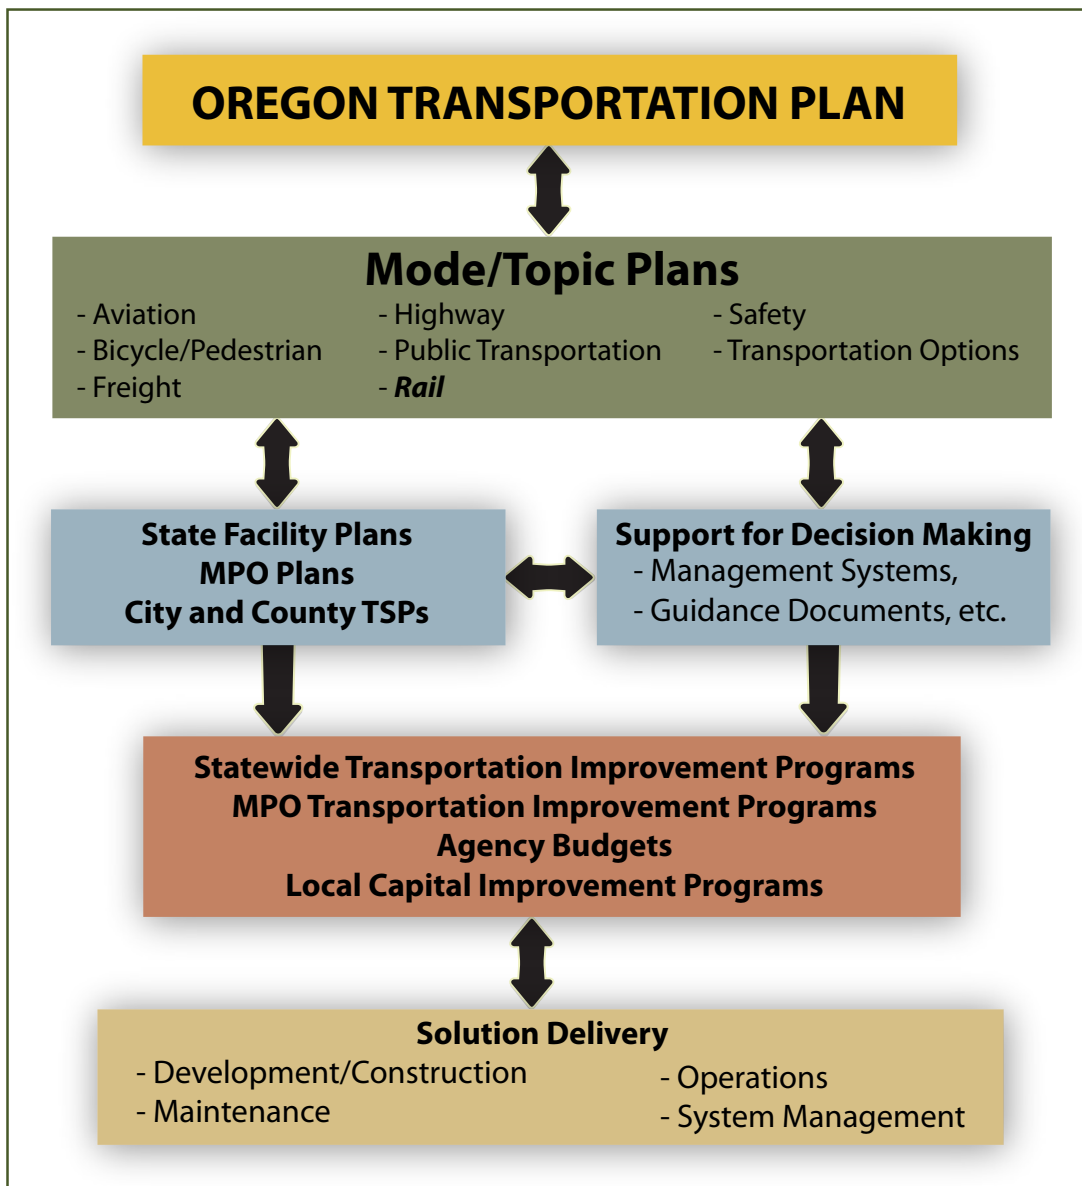 OREGON TRANSPORTATION PLAN
Mode/Topic Plans
- Aviation
- Bicycle/Pedestrian
- Freight
- Highway
- Public Transportation
- Rail
- Safety
- Transportation Options
State Facility Plans
MPO Plans
City and County TSPs
Support for Decision Making
- Management Systems,
- Guidance Documents, etc.
Statewide Transportation Improvement Programs
MPO Transportation Improvement Programs
Agency Budgets
Local Capital Improvement Programs
Solution Delivery
- Development/Construction
- Maintenance
- Operations
- System Management